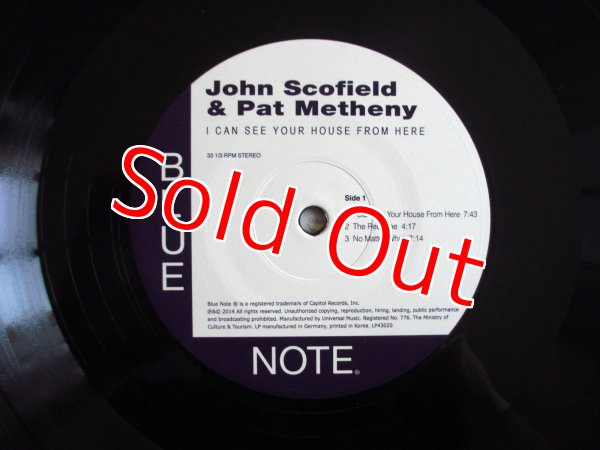 John Scofield
& Pat Metheny
I CAN SEE YOUR HOUSE FROM HERE
33 1/3 RPM STEREO
Side 1
Your House From Here 7:43
2 The 4:17
3 No 7:14
BLUE
NOTE®
Blue Note ® is a registered trademark of Capitol Records, Inc.
℗&© 2014 All rights reserved. Unauthorized copying, reproduction, hiring, lending, public performance
and broadcasting prohibited. Manufactured by Universal Music. Registered No. 776. The Ministry of
Culture & Tourism. LP manufactured in Germany, printed in Korea. LP43020
Sold Out